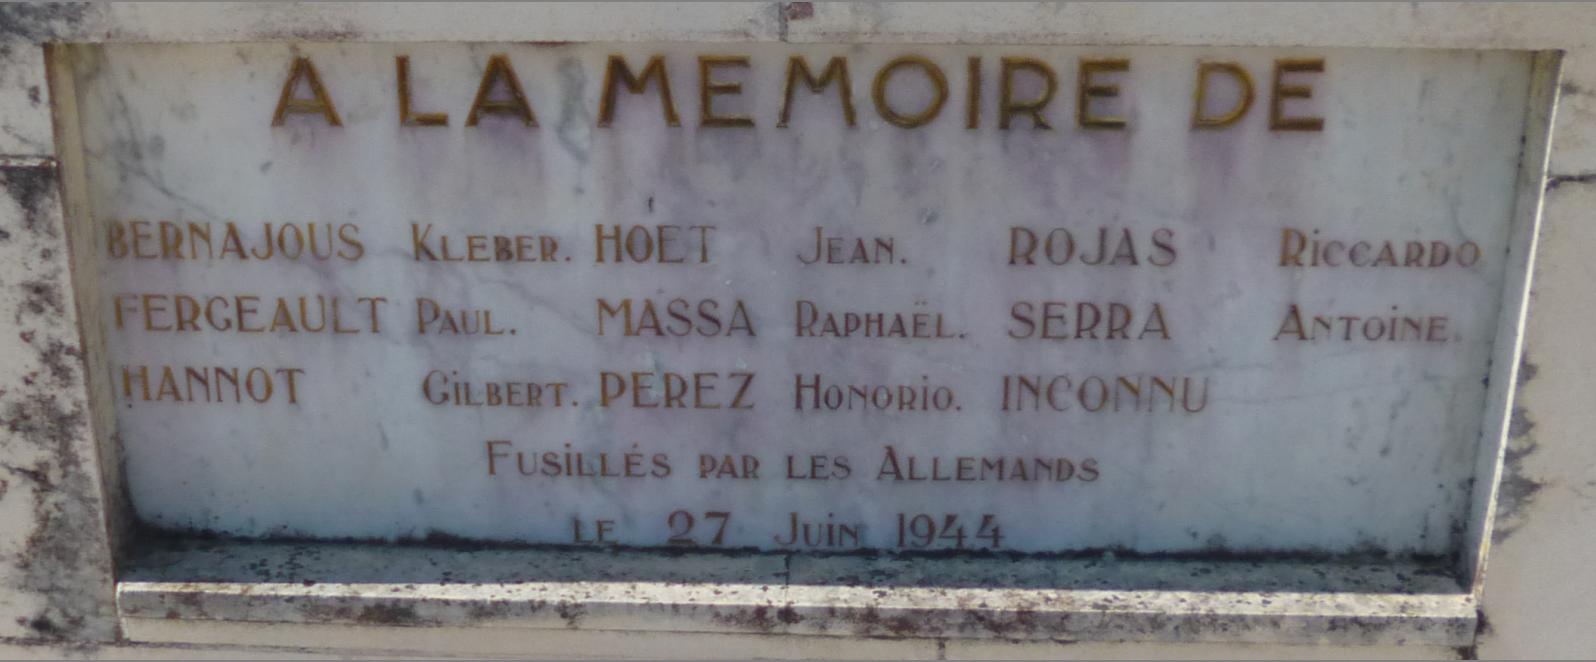 A LA MEMOIRE DE
BERNAJOUS KLEBER. HOET JEAN. ROJAS RICCARDO
FERGEAULT PAUL. MASSA RAPHAËL. SERRA ANTOINE.
HANNOT GILBERT. PEREZ HONORIO. INCONNU
FUSILLÉS PAR LES ALLEMANDS
LE 27 JUIN 1944